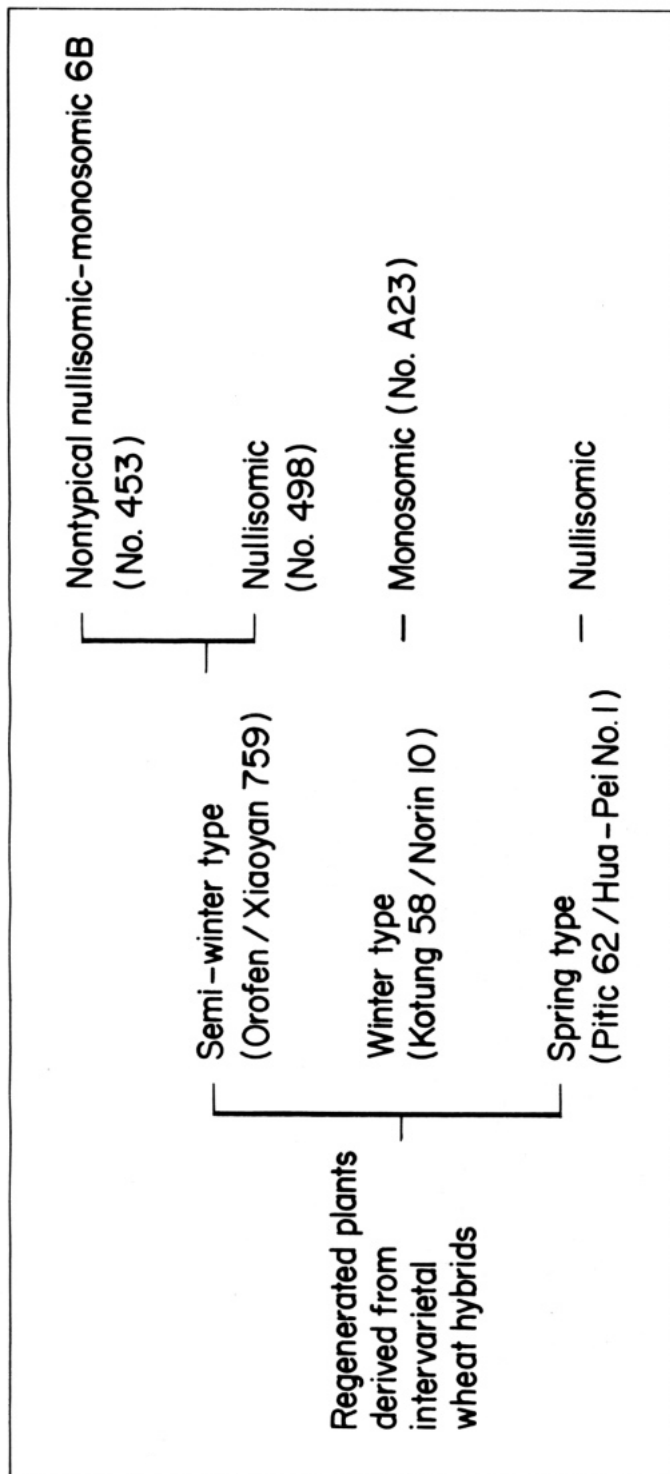 Regenerated plants
derived from
intervarietal
wheat hybrids
Semi-winter type
(Orofen / Xiaoyan 759)
Nontypical nullisomic-monosomic 6B
(No. 453)
Nullisomic
(No. 498)
Winter type
(Kotung 58 / Norin 10)
— Monosomic (No. A23)
Spring type
(Pitic 62 / Hua-Pei No. 1)
— Nullisomic